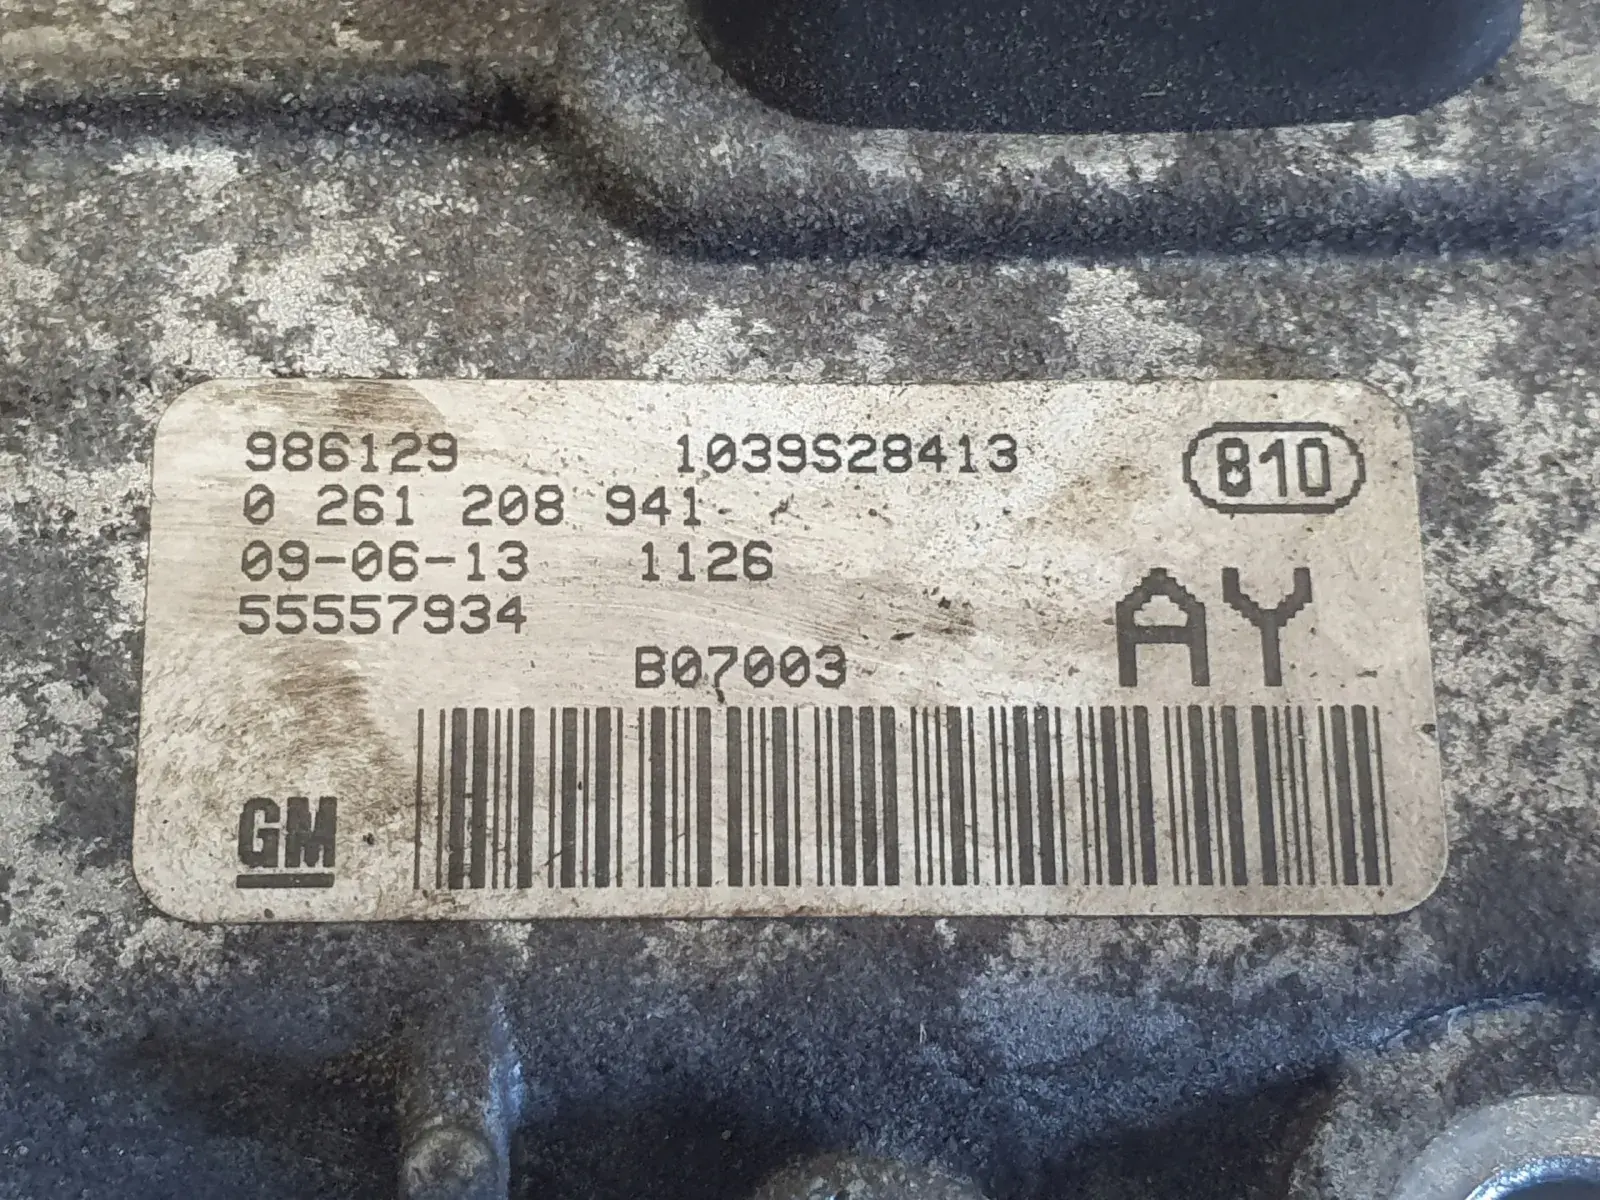 986129 1039S28413 810
0 261 208 941
09-06-13 1126
55557934 AY
B07003
GM